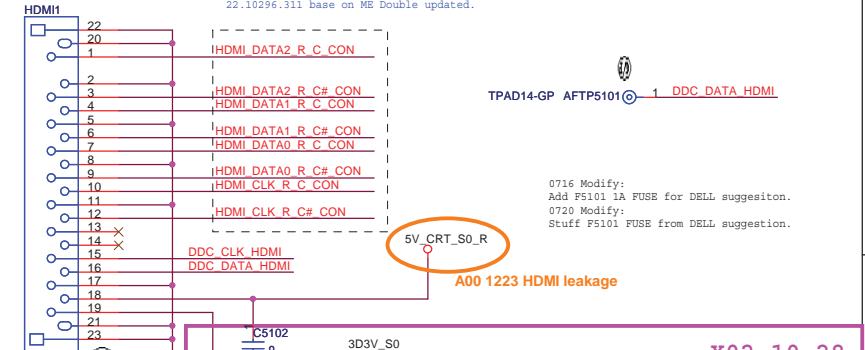 22.10296.311 base on ME Double updated.
HDMI1
22
20
1 HDMI_DATA2_R_C_CON
2
3 HDMI_DATA2_R_C#_CON
4 HDMI_DATA1_R_C_CON
5
6 HDMI_DATA1_R_C#_CON
7 HDMI_DATA0_R_C_CON
8
9 HDMI_DATA0_R_C#_CON
10 HDMI_CLK_R_C_CON
11
12 HDMI_CLK_R_C#_CON
13
14
15 DDC_CLK_HDMI
16 DDC_DATA_HDMI
17
18
19
21
23
TPAD14-GP AFTP5101 1 DDC_DATA_HDMI
0716 Modify:
Add F5101 1A FUSE for DELL suggesiton.
0720 Modify:
Stuff F5101 FUSE from DELL suggestion.
5V_CRT_S0_R
A00 1223 HDMI leakage
C5102
3D3V_S0